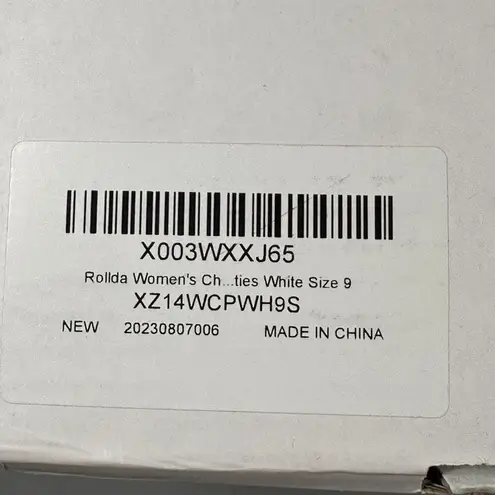 X003WXXJ65
Rollda Women's Ch...ties White Size 9
XZ14WCPWH9S
NEW 20230807006 MADE IN CHINA